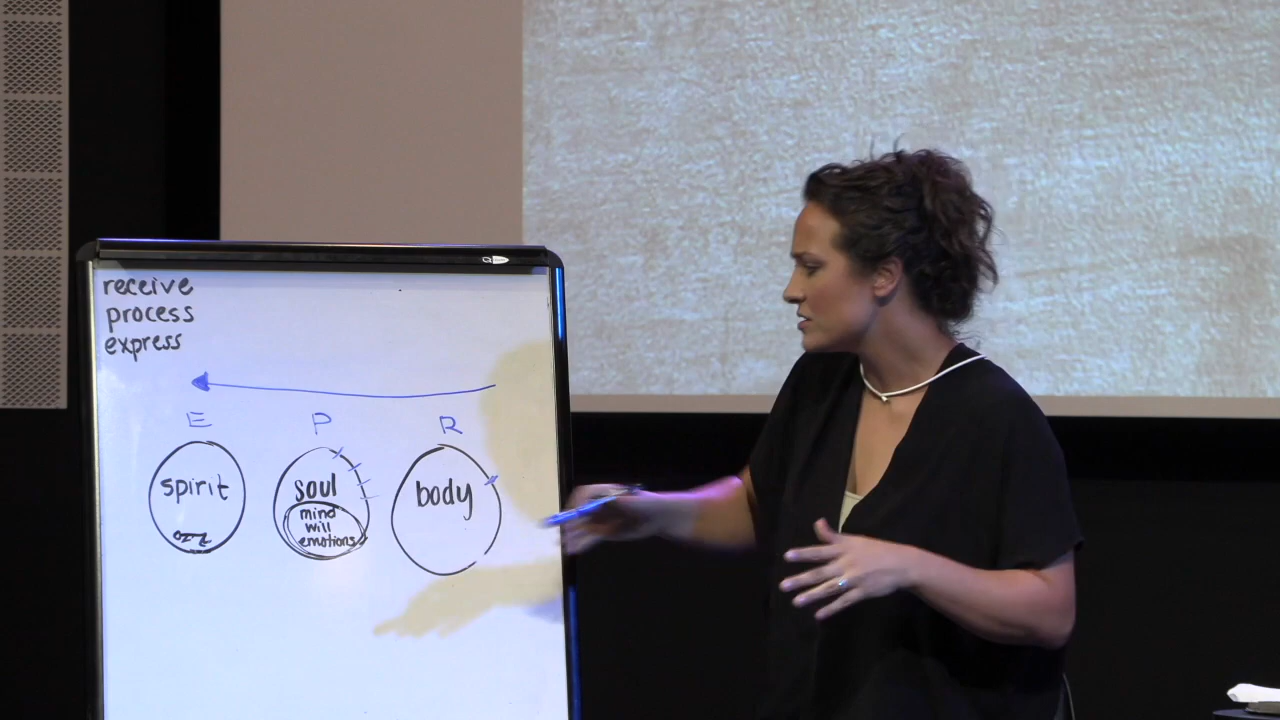 receive
process
express
E P R
spirit soul body
mind
will
emotions